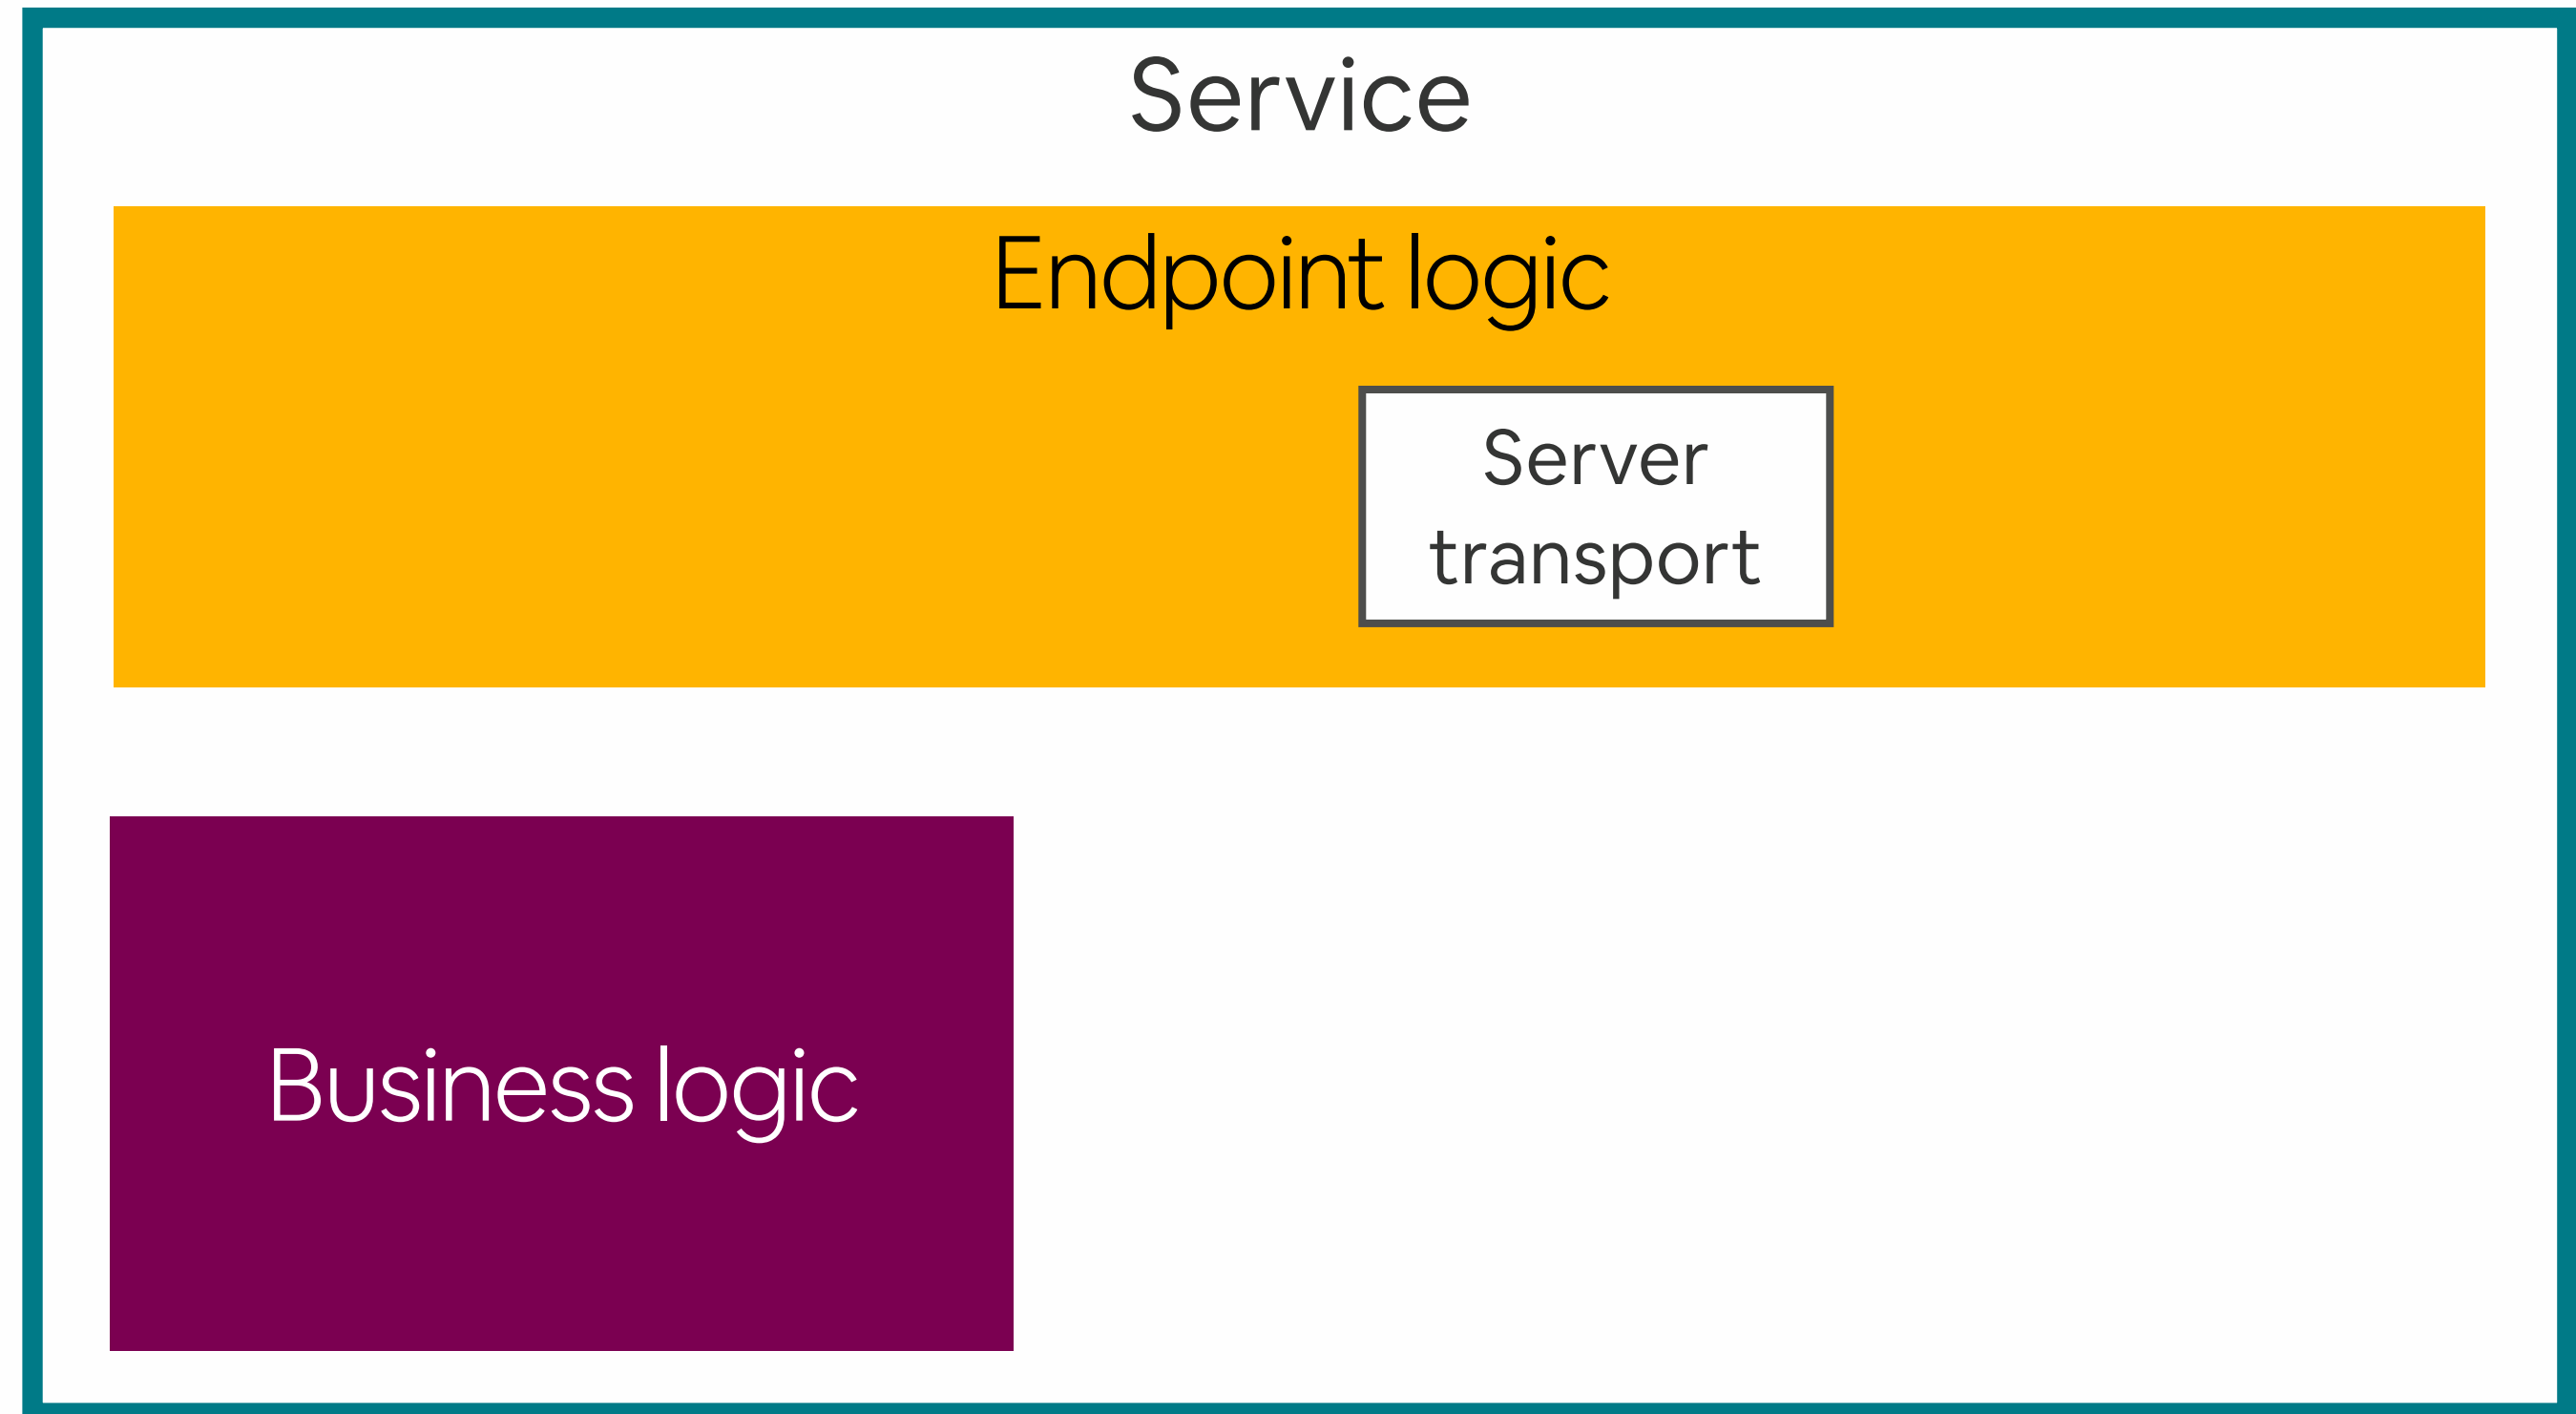 Service
Endpoint logic
Server
transport
Business logic